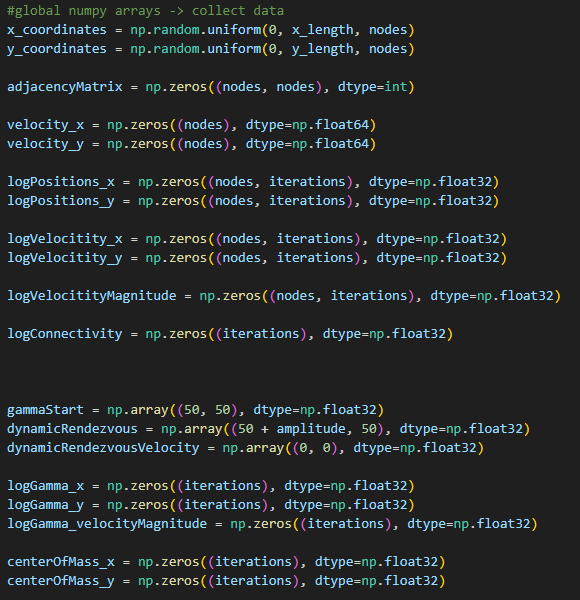 #global numpy arrays -> collect data
x_coordinates = np.random.uniform(0, x_length, nodes)
y_coordinates = np.random.uniform(0, y_length, nodes)
adjacencyMatrix = np.zeros((nodes, nodes), dtype=int)
velocity_x = np.zeros((nodes), dtype=np.float64)
velocity_y = np.zeros((nodes), dtype=np.float64)
logPositions_x = np.zeros((nodes, iterations), dtype=np.float32)
logPositions_y = np.zeros((nodes, iterations), dtype=np.float32)
logVelocitity_x = np.zeros((nodes, iterations), dtype=np.float32)
logVelocitity_y = np.zeros((nodes, iterations), dtype=np.float32)
logVelocitityMagnitude = np.zeros((nodes, iterations), dtype=np.float32)
logConnectivity = np.zeros((iterations), dtype=np.float32)
gammaStart = np.array((50, 50), dtype=np.float32)
dynamicRendezvous = np.array((50 + amplitude, 50), dtype=np.float32)
dynamicRendezvousVelocity = np.array((0, 0), dtype=np.float32)
logGamma_x = np.zeros((iterations), dtype=np.float32)
logGamma_y = np.zeros((iterations), dtype=np.float32)
logGamma_velocityMagnitude = np.zeros((iterations), dtype=np.float32)
centerOfMass_x = np.zeros((iterations), dtype=np.float32)
centerOfMass_y = np.zeros((iterations), dtype=np.float32)